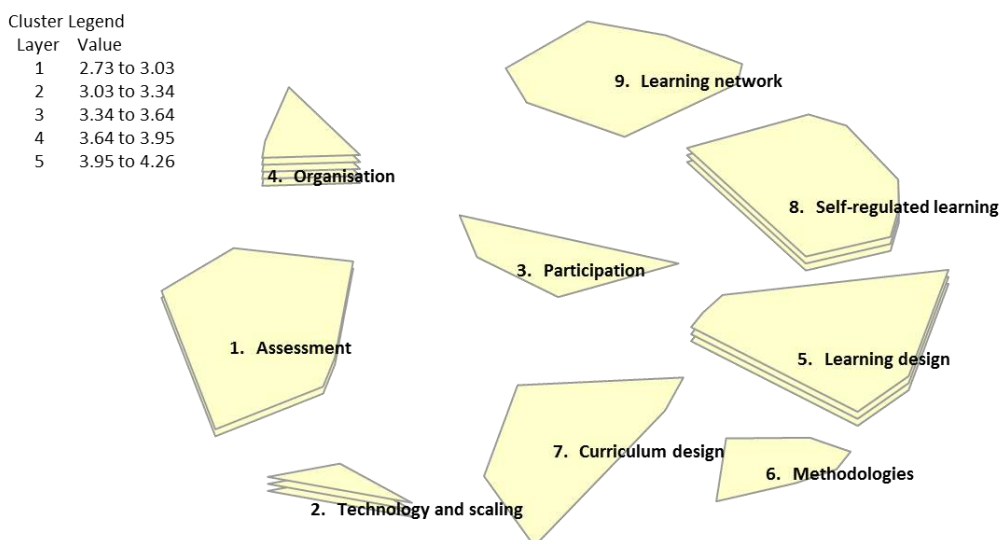 Cluster Legend
Layer Value
1 2.73 to 3.03
2 3.03 to 3.34
3 3.34 to 3.64
4 3.64 to 3.95
5 3.95 to 4.26
9. Learning network
4. Organisation
8. Self-regulated learning
3. Participation
1. Assessment
5. Learning design
7. Curriculum design
6. Methodologies
2. Technology and scaling